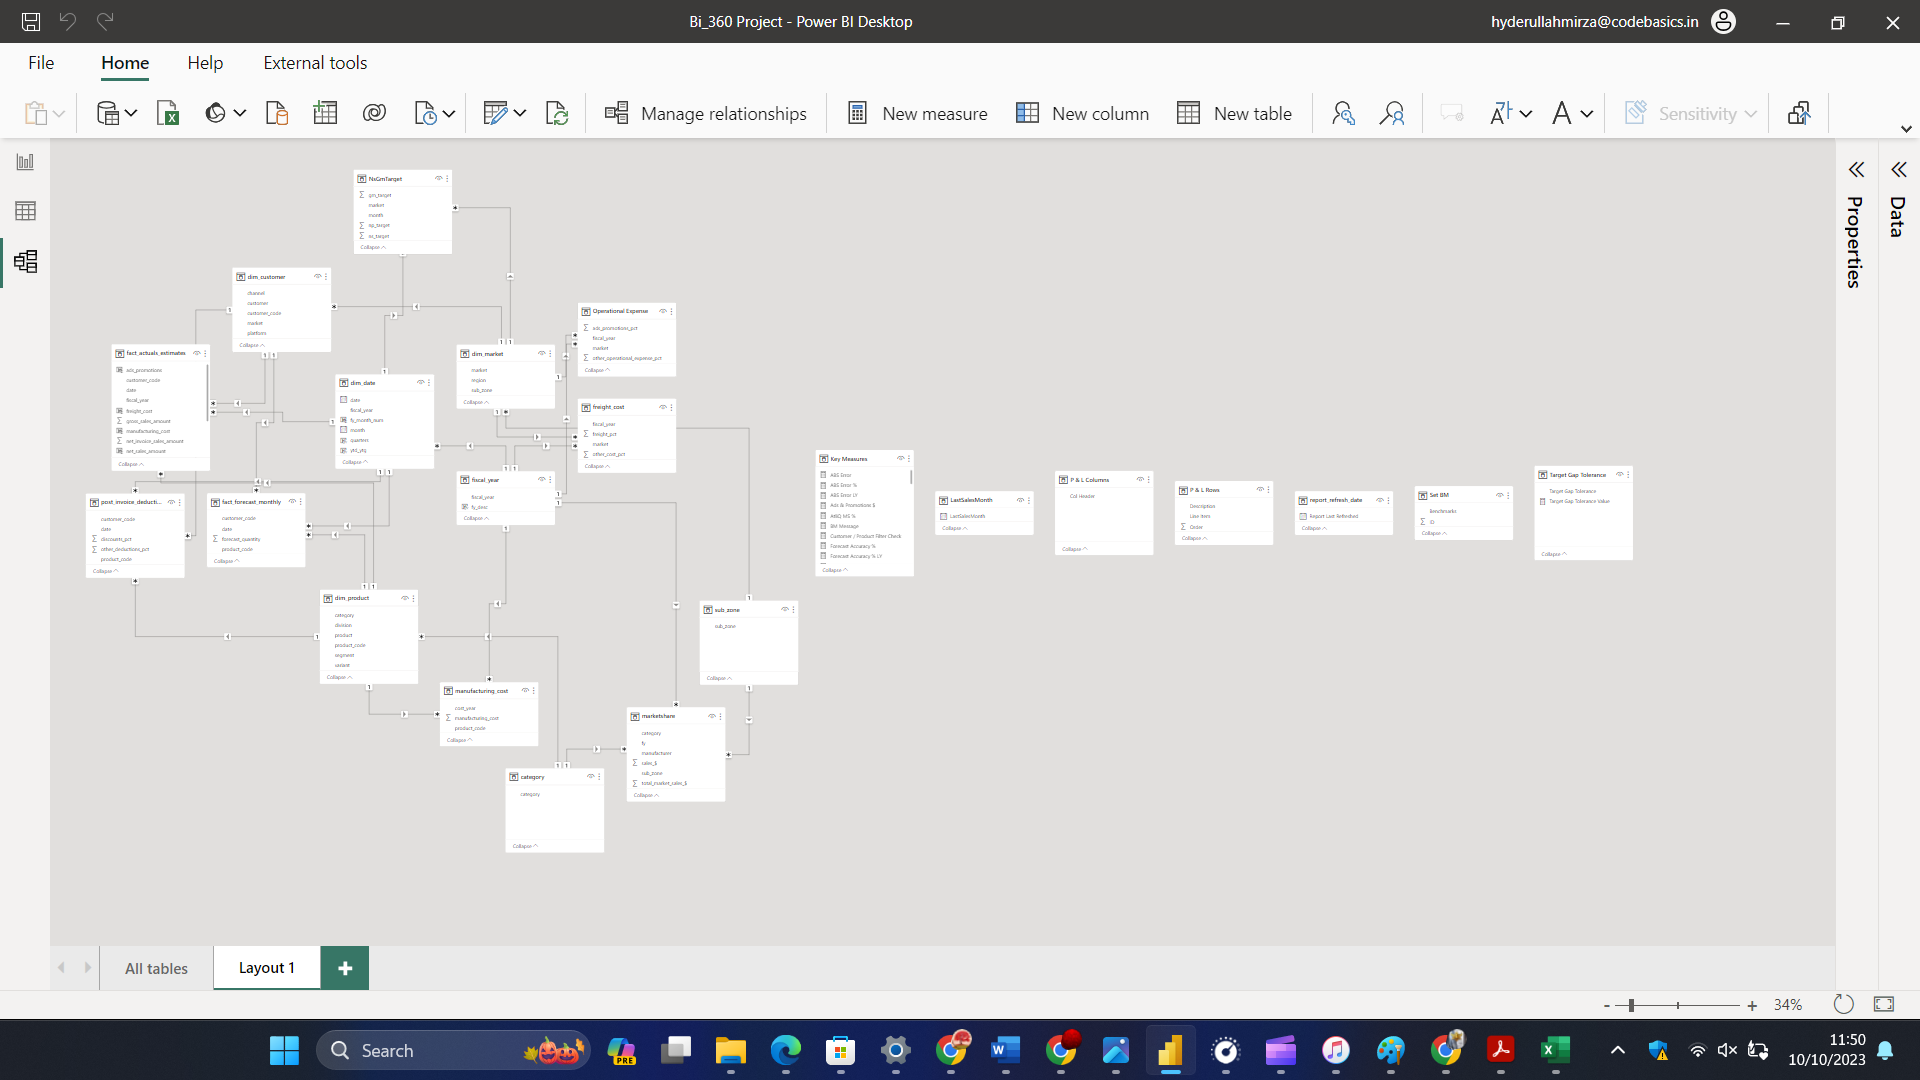 Bi_360 Project - Power BI Desktop
hyderullahmirza@codebasics.in
File
Home
Help
External tools
Manage relationships
New measure
New column
New table
Sensitivity
Properties
Data
NsGmTarget
gm_target
market
month
np_target
ns_target
Collapse
dim_customer
channel
customer
customer_code
market
platform
Collapse
Operational Expense
ads_promotions_pct
fiscal_year
market
other_operational_expense_pct
Collapse
fact_actuals_estimates
ads_promotions
customer_code
date
fiscal_year
freight_cost
gross_sales_amount
manufacturing_cost
net_invoice_sales_amount
net_sales_amount
Collapse
dim_date
date
fiscal_year
fy_month_num
month
quarters
ytd_ytg
Collapse
dim_market
market
region
sub_zone
Collapse
freight_cost
fiscal_year
freight_pct
market
other_cost_pct
Collapse
fiscal_year
fiscal_year
fy_desc
Collapse
post_invoice_deducti...
customer_code
date
discounts_pct
other_deductions_pct
product_code
Collapse
fact_forecast_monthly
customer_code
date
forecast_quantity
product_code
Collapse
dim_product
category
division
product
product_code
segment
variant
Collapse
manufacturing_cost
cost_year
manufacturing_cost
product_code
Collapse
category
category
Collapse
sub_zone
sub_zone
Collapse
marketshare
category
fy
manufacturer
sales_$
sub_zone
total_market_sales_$
Collapse
Key Measures
ABS Error
ABS Error %
ABS Error LY
Ads & Promotions $
AtliQ MS %
BM Message
Customer / Product Filter Check
Forecast Accuracy %
Forecast Accuracy % LY
Collapse
LastSalesMonth
LastSalesMonth
Collapse
P & L Columns
Col Header
Collapse
P & L Rows
Description
Line Item
Order
Collapse
report_refresh_date
Report Last Refreshed
Collapse
Set BM
Benchmarks
ID
Collapse
Target Gap Tolerance
Target Gap Tolerance
Target Gap Tolerance Value
Collapse
All tables
Layout 1
34%
Search
PRE
11:50
10/10/2023